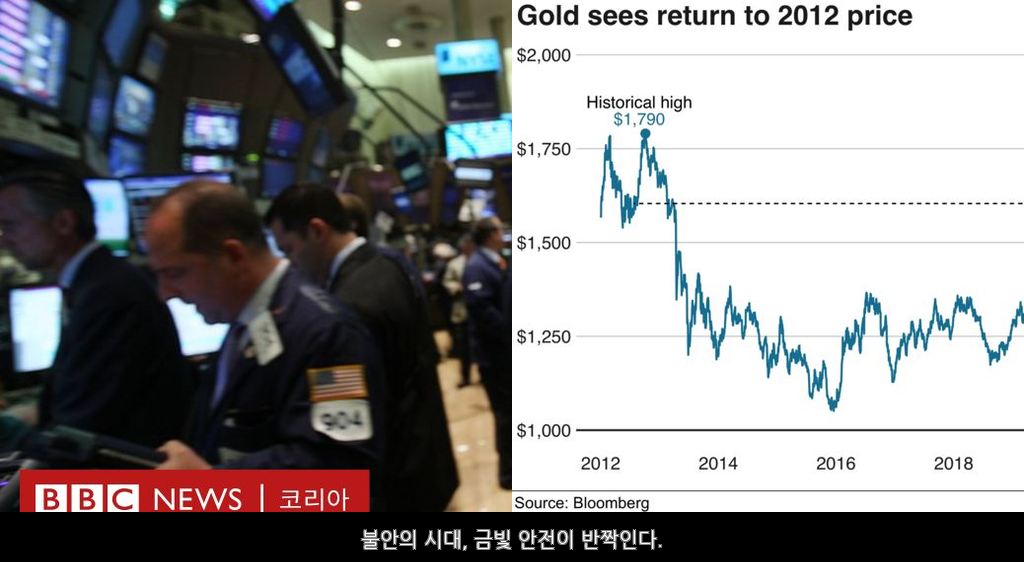 904
BBC NEWS | 코리아
Gold sees return to 2012 price
$2,000
Historical high
$1,790
$1,750
$1,500
$1,250
$1,000
2012 2014 2016 2018
Source: Bloomberg
불안의 시대, 금빛 안전이 반짝인다.